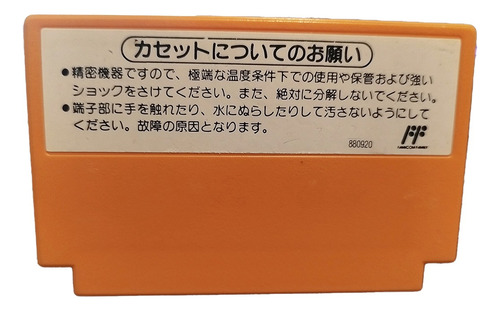 カセットについてのお願い
●精密機器ですので、極端な温度条件下での使用や保管および強い
ショックをさけてください。また、絶対に分解しないでください。
●端子部に手を触れたり、水にぬらしたりして汚さないようにして
ください。故障の原因となります。
880920